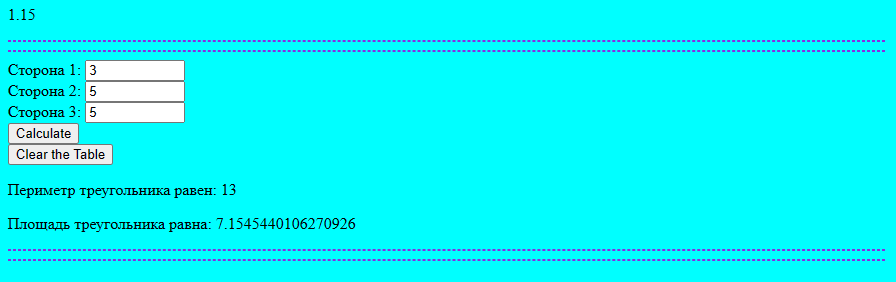 1.15
Сторона 1: 3
Сторона 2: 5
Сторона 3: 5
Calculate
Clear the Table
Периметр треугольника равен: 13
Площадь треугольника равна: 7.1545440106270926